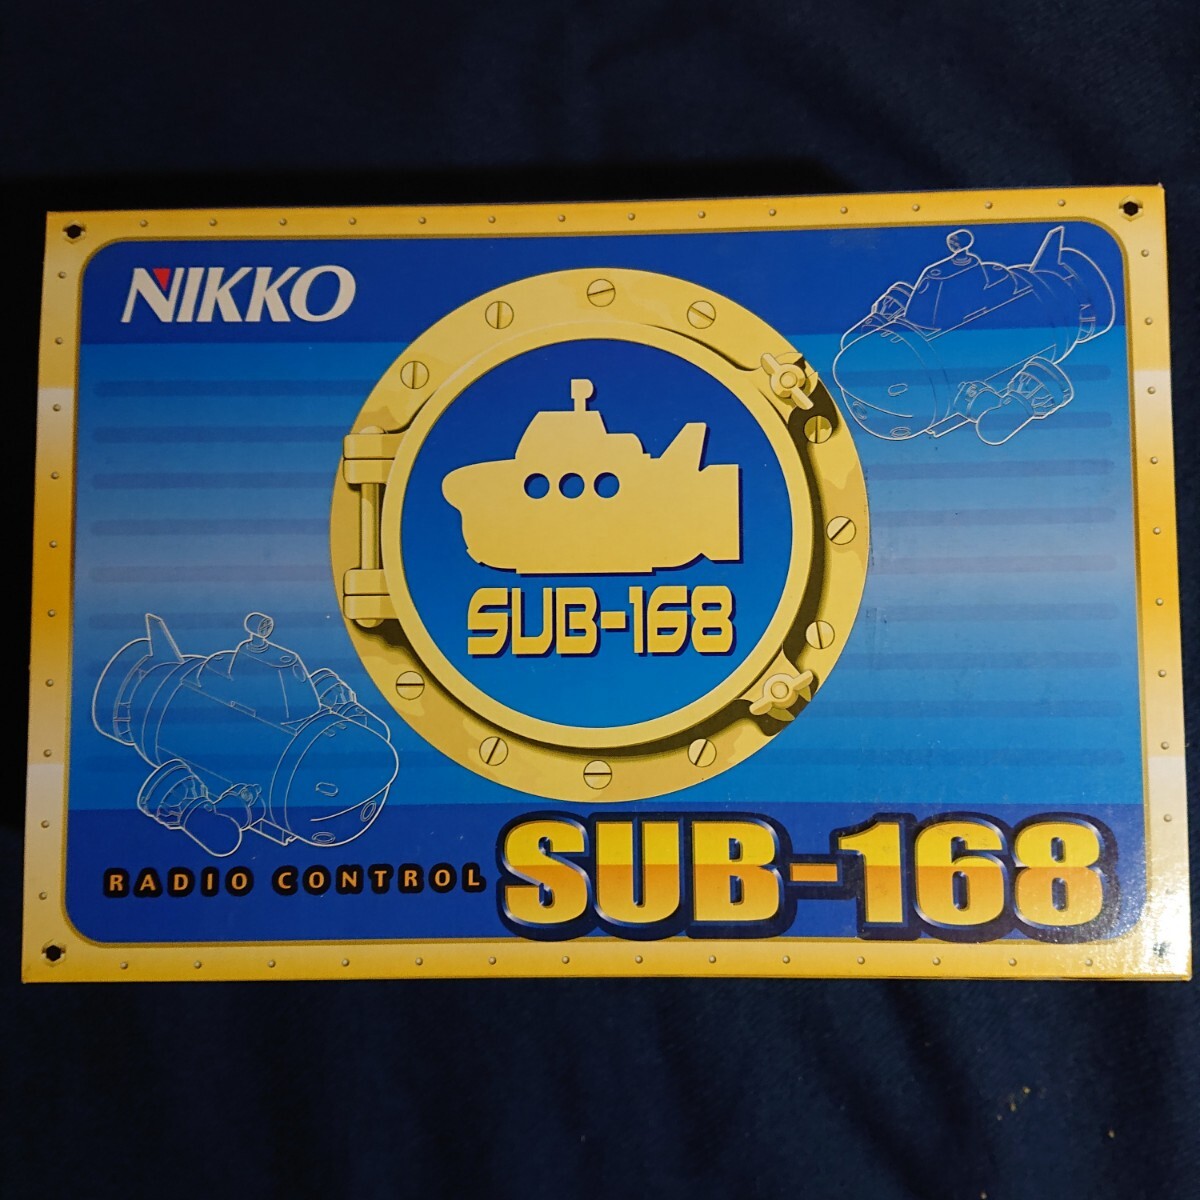 NIKKO
SUB-168
RADIO CONTROL SUB-168